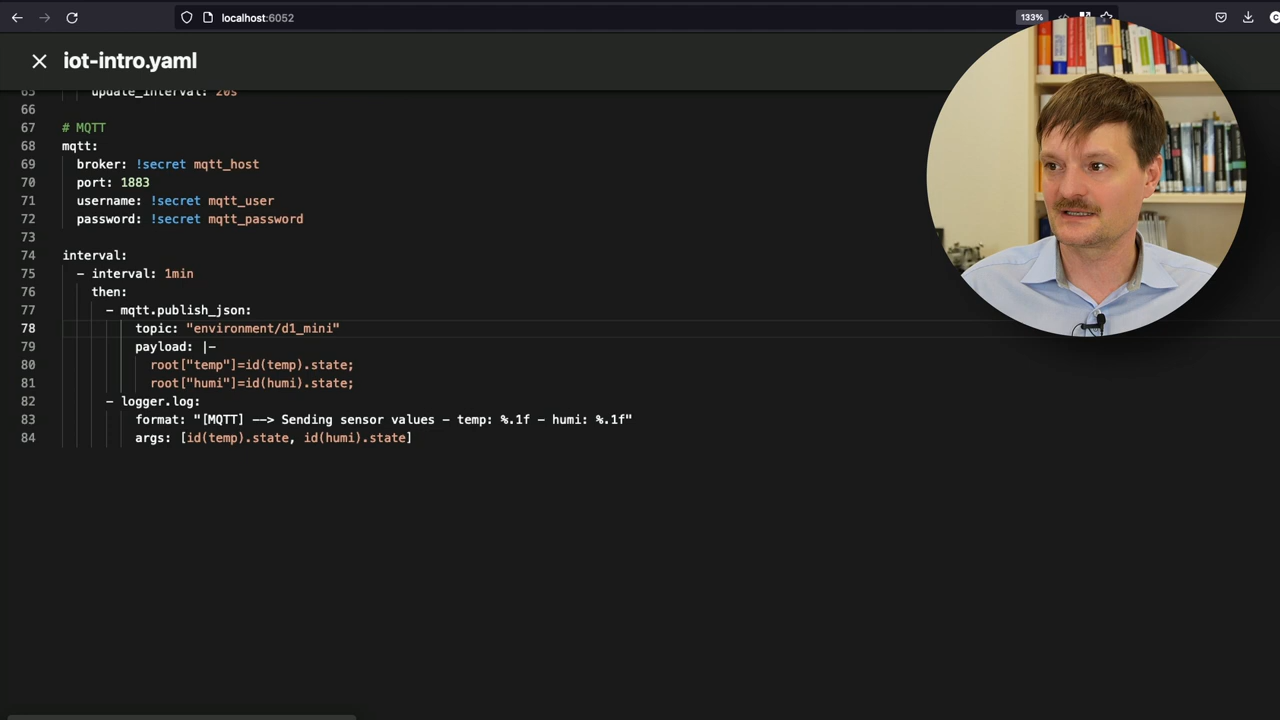 localhost:6052
133%
iot-intro.yaml
65 update_interval: 20s
66
67 # MQTT
68 mqtt:
69 broker: !secret mqtt_host
70 port: 1883
71 username: !secret mqtt_user
72 password: !secret mqtt_password
73
74 interval:
75 - interval: 1min
76 then:
77 - mqtt.publish_json:
78 topic: "environment/d1_mini"
79 payload: |-
80 root["temp"]=id(temp).state;
81 root["humi"]=id(humi).state;
82 - logger.log:
83 format: "[MQTT] --> Sending sensor values - temp: %.1f - humi: %.1f"
84 args: [id(temp).state, id(humi).state]